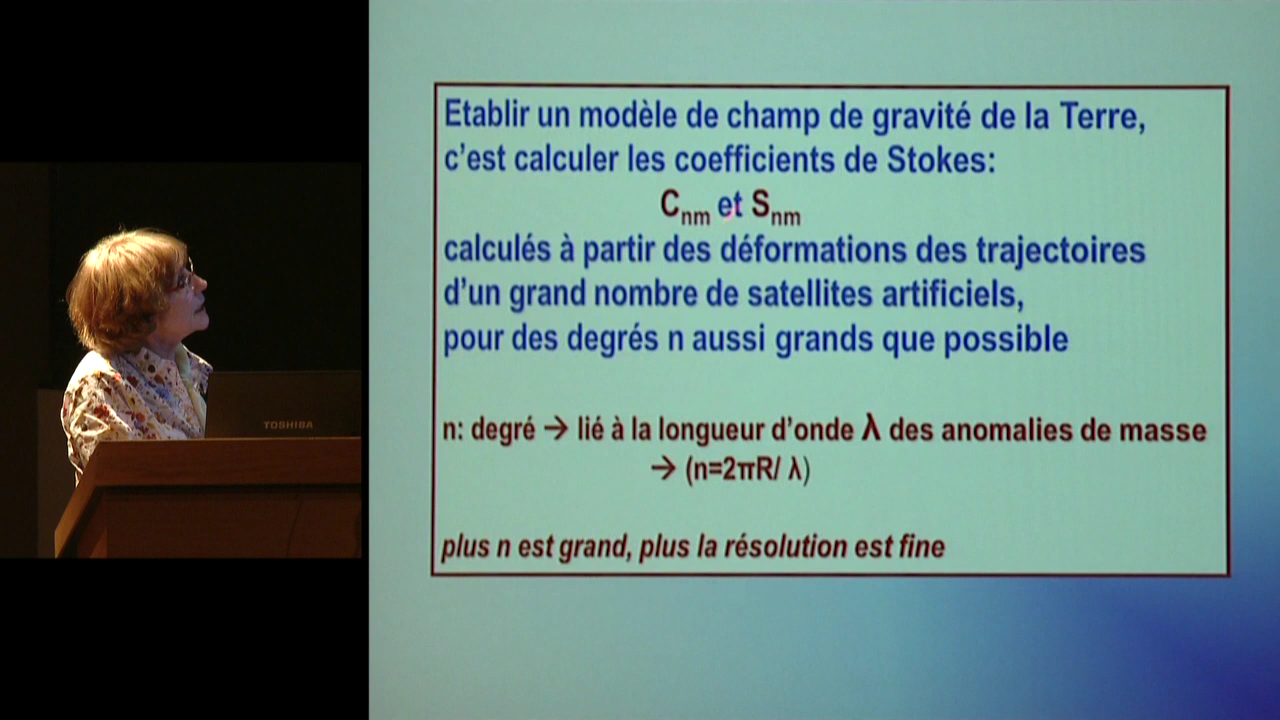 Etablir un modèle de champ de gravité de la Terre,
c'est calculer les coefficients de Stokes:
Cnm et Snm
calculés à partir des déformations des trajectoires
d'un grand nombre de satellites artificiels,
pour des degrés n aussi grands que possible
n: degré → lié à la longueur d'onde λ des anomalies de masse
→ (n=2πR/ λ)
plus n est grand, plus la résolution est fine
TOSHIBA